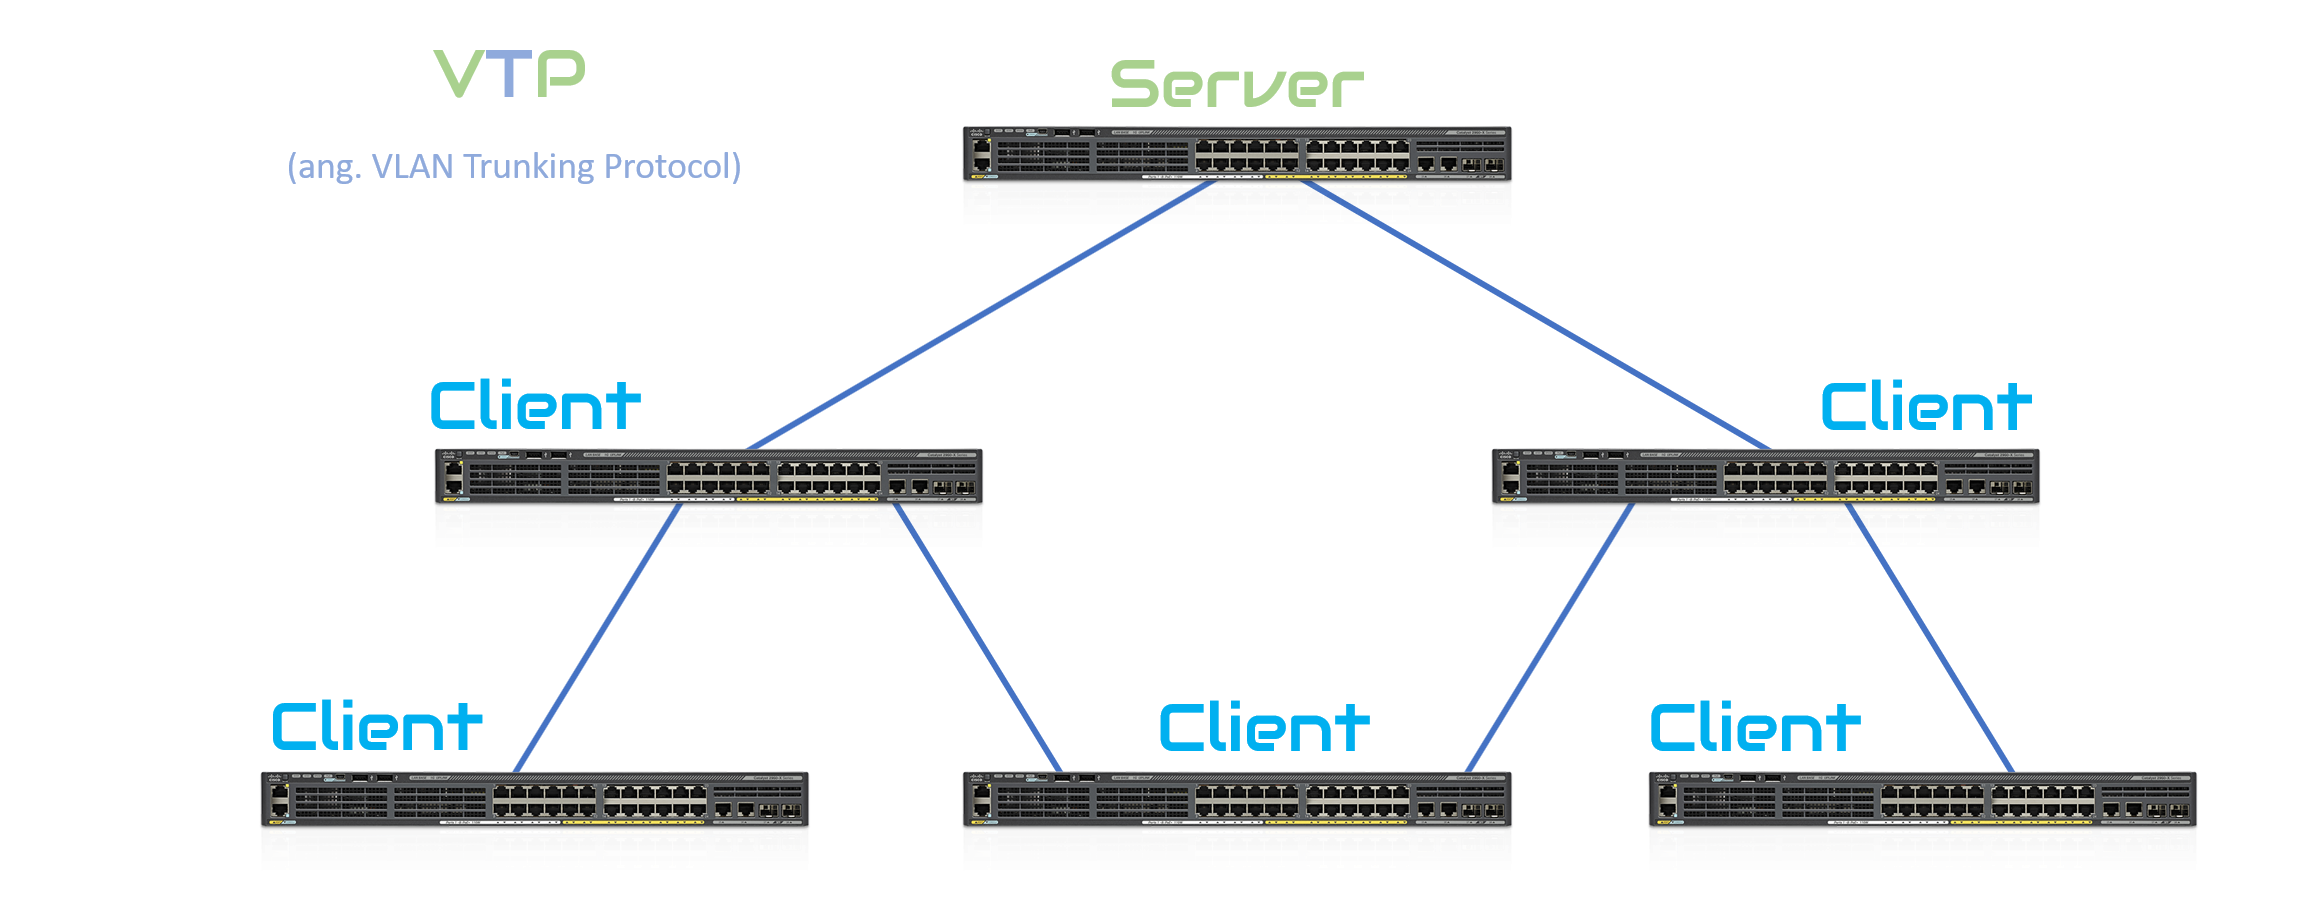 VTP
Server
(ang. VLAN Trunking Protocol)
Client
Client
Client
Client
Client